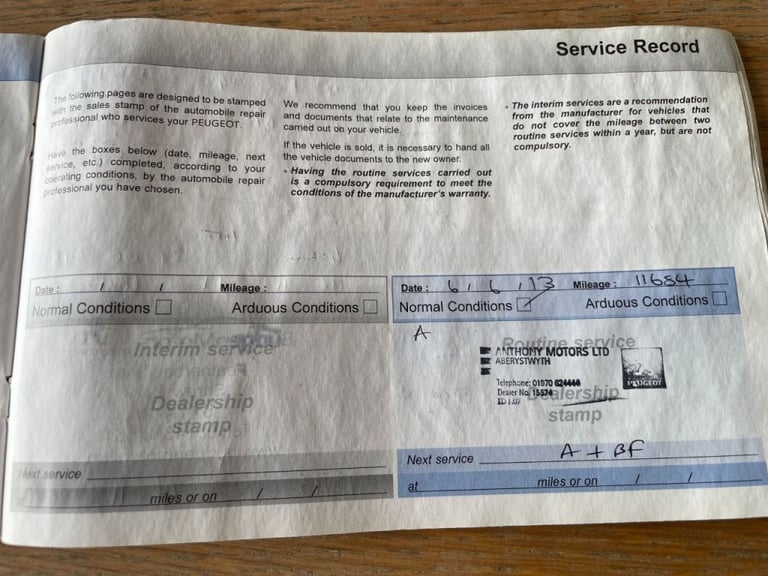 Service Record
The following pages are designed to be stamped
with the sales stamp of the automobile repair
professional who services your PEUGEOT.
Have the boxes below (date, mileage, next
service, etc.) completed, according to your
operating conditions, by the automobile repair
professional you have chosen.
We recommend that you keep the invoices
and documents that relate to the maintenance
carried out on your vehicle.
If the vehicle is sold, it is necessary to hand all
the vehicle documents to the new owner.
• Having the routine services carried out
is a compulsory requirement to meet the
conditions of the manufacturer's warranty.
• The interim services are a recommendation
from the manufacturer for vehicles that
do not cover the mileage between two
routine services within a year, but are not
compulsory.
Date : / / Mileage :
Normal Conditions Arduous Conditions
Interim service
Dealership
stamp
Next service
miles or on / /
Date : 6 / 6 / 13 Mileage : 11684
Normal Conditions Arduous Conditions
A
Routine service
ANTHONY MOTORS LTD
ABERYSTWYTH
Telephone: 01970 624444
Dealer No. 15574
PEUGEOT
Dealership
stamp
Next service A + BF
at miles or on / /